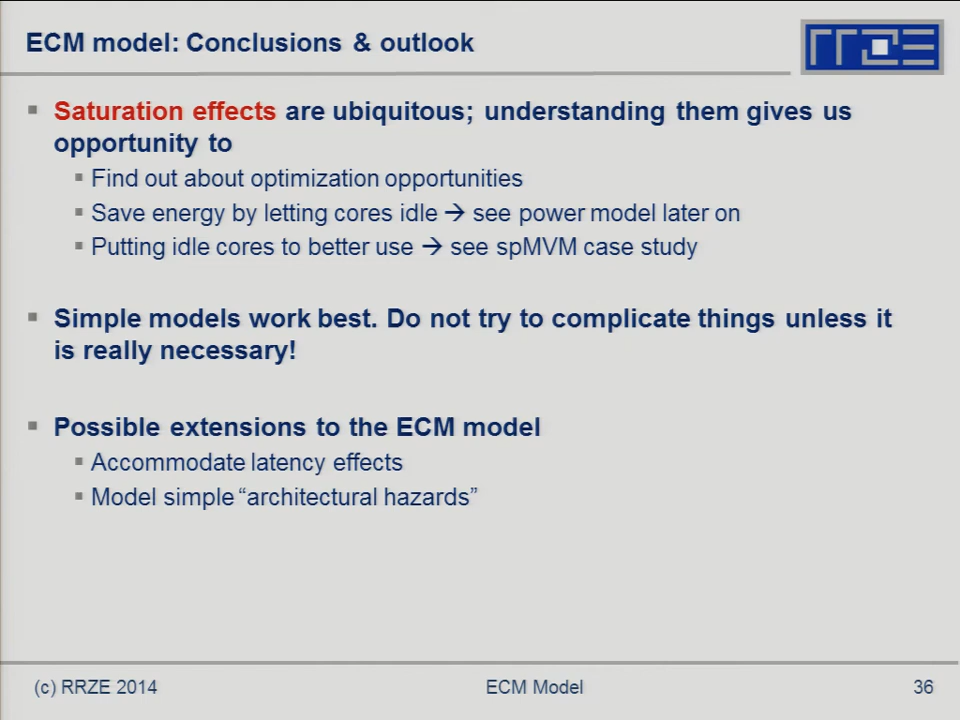 ECM model: Conclusions & outlook
RRZE
Saturation effects are ubiquitous; understanding them gives us
opportunity to
Find out about optimization opportunities
Save energy by letting cores idle → see power model later on
Putting idle cores to better use → see spMVM case study
Simple models work best. Do not try to complicate things unless it
is really necessary!
Possible extensions to the ECM model
Accommodate latency effects
Model simple “architectural hazards”
(c) RRZE 2014 ECM Model 36